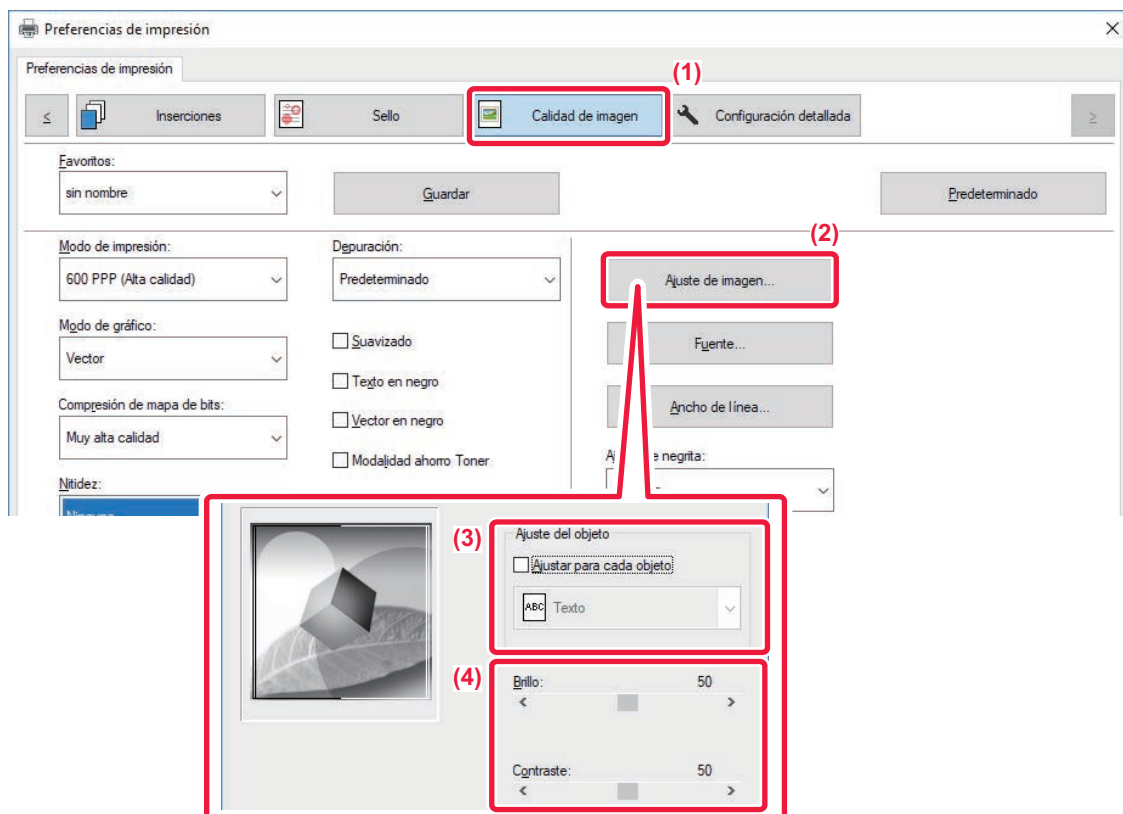 Preferencias de impresión
Preferencias de impresión
(1)
<
Inserciones
Sello
Calidad de imagen
Configuración detallada
>
Favoritos:
sin nombre
Guardar
Predeterminado
(2)
Modo de impresión:
600 PPP (Alta calidad)
Depuración:
Predeterminado
Ajuste de imagen...
Modo de gráfico:
Vector
Suavizado
Fuente...
Texto en negro
Compresión de mapa de bits:
Muy alta calidad
Vector en negro
Ancho de línea...
Modalidad ahorro Toner
e negrita:
Nitidez:
(3)
Ajuste del objeto
Ajustar para cada objeto
ABC Texto
(4)
Brillo: 50
< >
Contraste: 50
< >